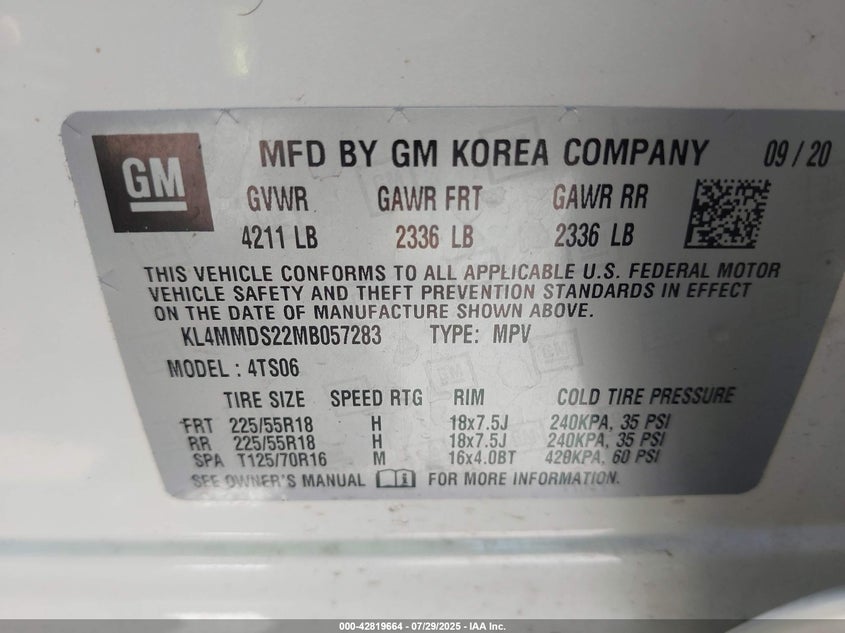 GM MFD BY GM KOREA COMPANY 09/20
GVWR GAWR FRT GAWR RR
4211 LB 2336 LB 2336 LB
THIS VEHICLE CONFORMS TO ALL APPLICABLE U.S. FEDERAL MOTOR
VEHICLE SAFETY AND THEFT PREVENTION STANDARDS IN EFFECT
ON THE DATE OF MANUFACTURE SHOWN ABOVE.
KL4MMDS22MB057283 TYPE: MPV
MODEL : 4TS06
TIRE SIZE SPEED RTG RIM COLD TIRE PRESSURE
FRT 225/55R18 H 18x7.5J 240KPA, 35 PSI
RR 225/55R18 H 18x7.5J 240KPA, 35 PSI
SPA T125/70R16 M 16x4.0BT 420KPA, 60 PSI
SEE OWNER'S MANUAL FOR MORE INFORMATION.
000-42819664 / 07/29/2025 - IAA Inc.